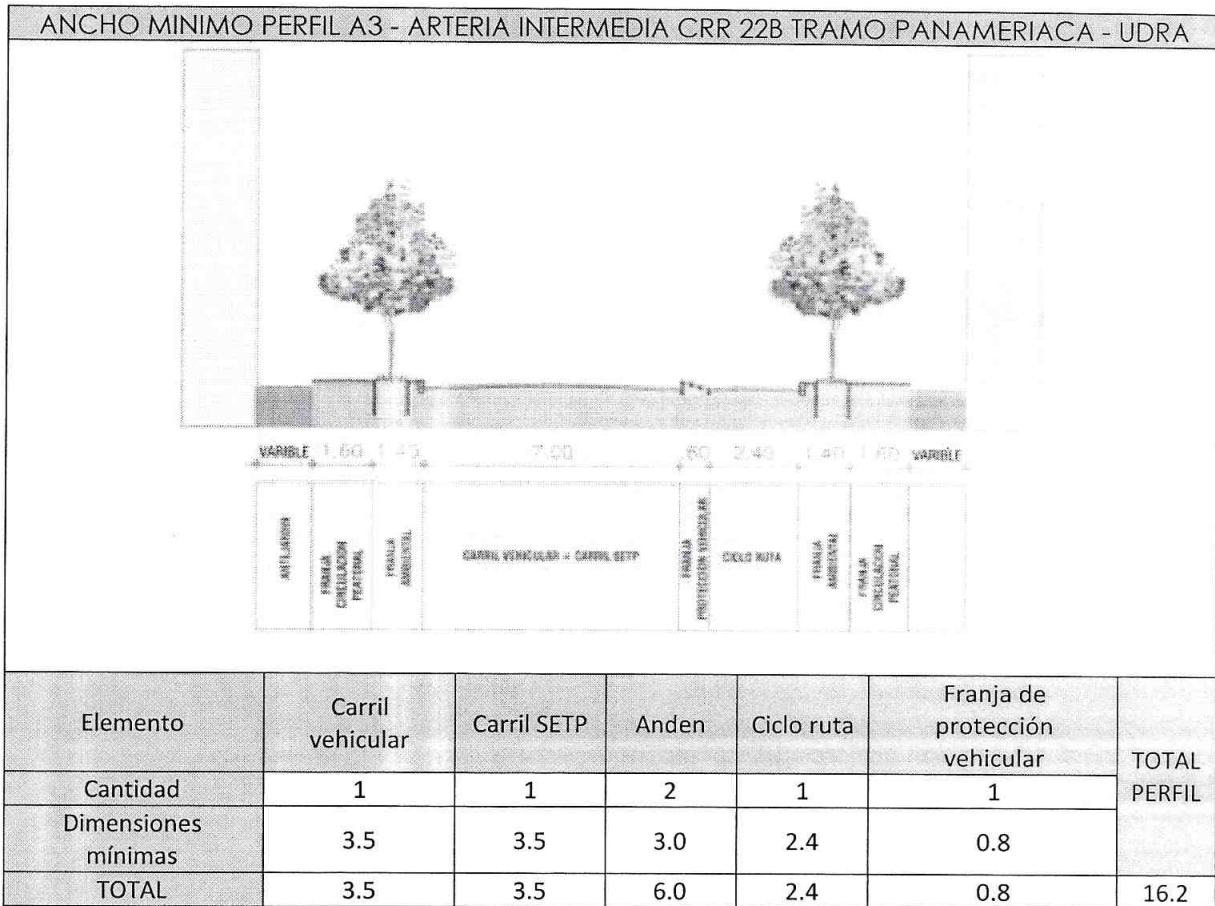 ANCHO MINIMO PERFIL A3 - ARTERIA INTERMEDIA CRR 22B TRAMO PANAMERIACA - UDRA
VARIBLE 1.60 1.40 7.00 2.40 1.40 1.60 VARIBLE
ANTEJARDIN
FRANJA
CIRCULACION
PEATONAL
FRANJA
AMBIENTAL
CARRIL VEHICULAR + CARRIL SETP
FRANJA
PROTECCIÓN VEHICULAR
CICLO RUTA
FRANJA
AMBIENTAL
FRANJA
CIRCULACION
PEATONAL
Elemento Carril vehicular Carril SETP Anden Ciclo ruta Franja de protección vehicular TOTAL PERFIL
Cantidad 1 1 2 1 1
Dimensiones mínimas 3.5 3.5 3.0 2.4 0.8
TOTAL 3.5 3.5 6.0 2.4 0.8 16.2